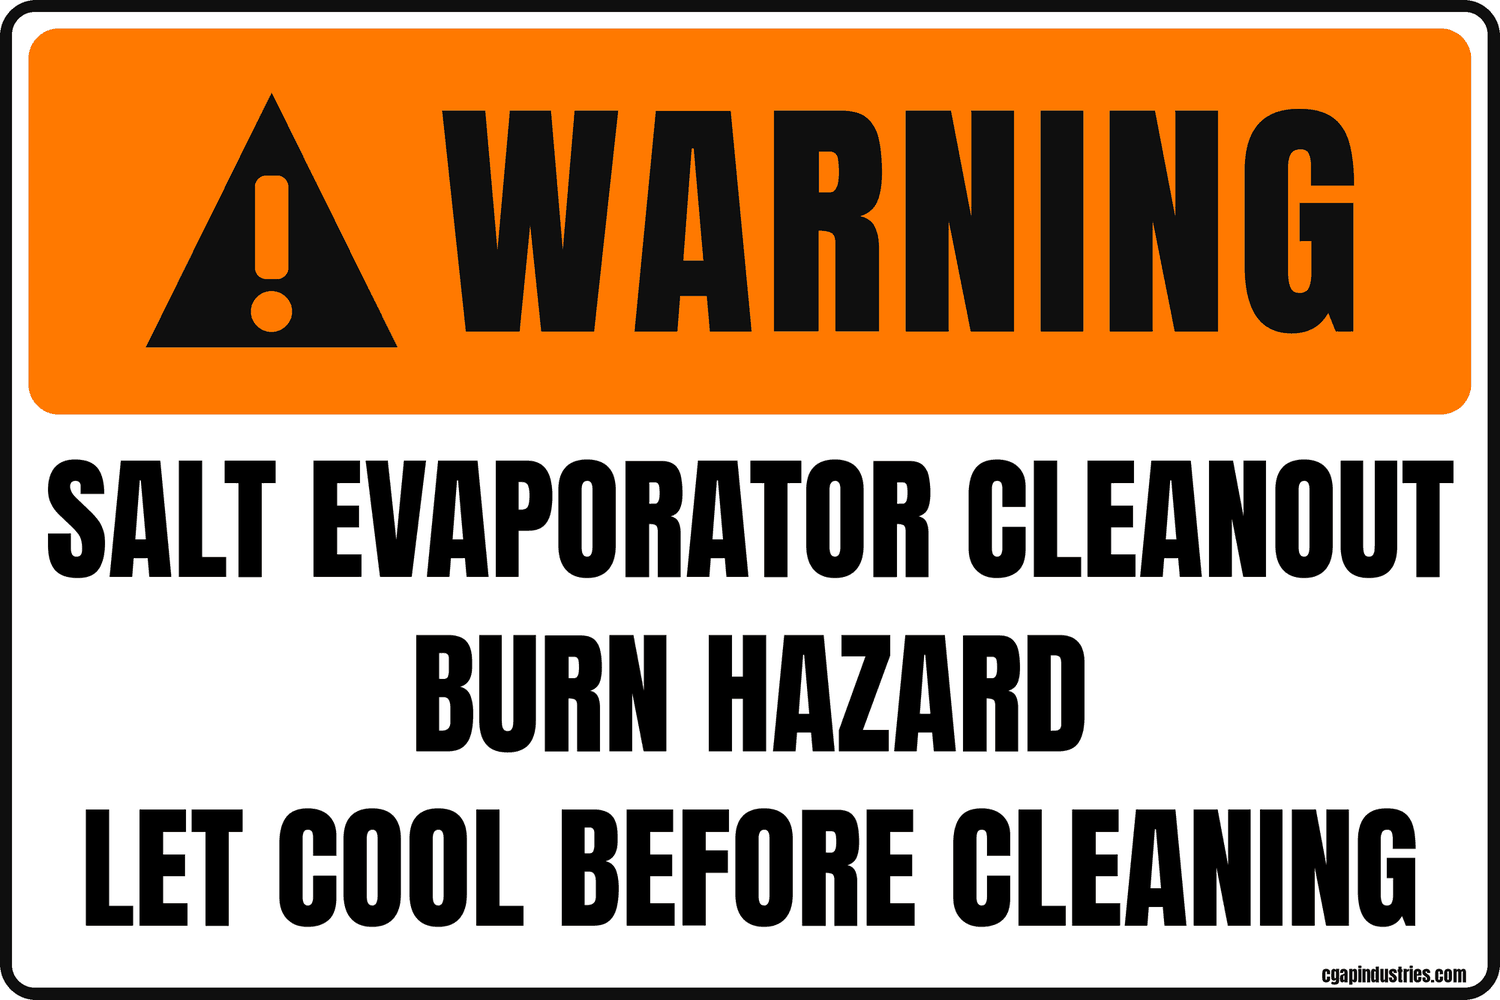 WARNING
SALT EVAPORATOR CLEANOUT
BURN HAZARD
LET COOL BEFORE CLEANING
cgapindustries.com